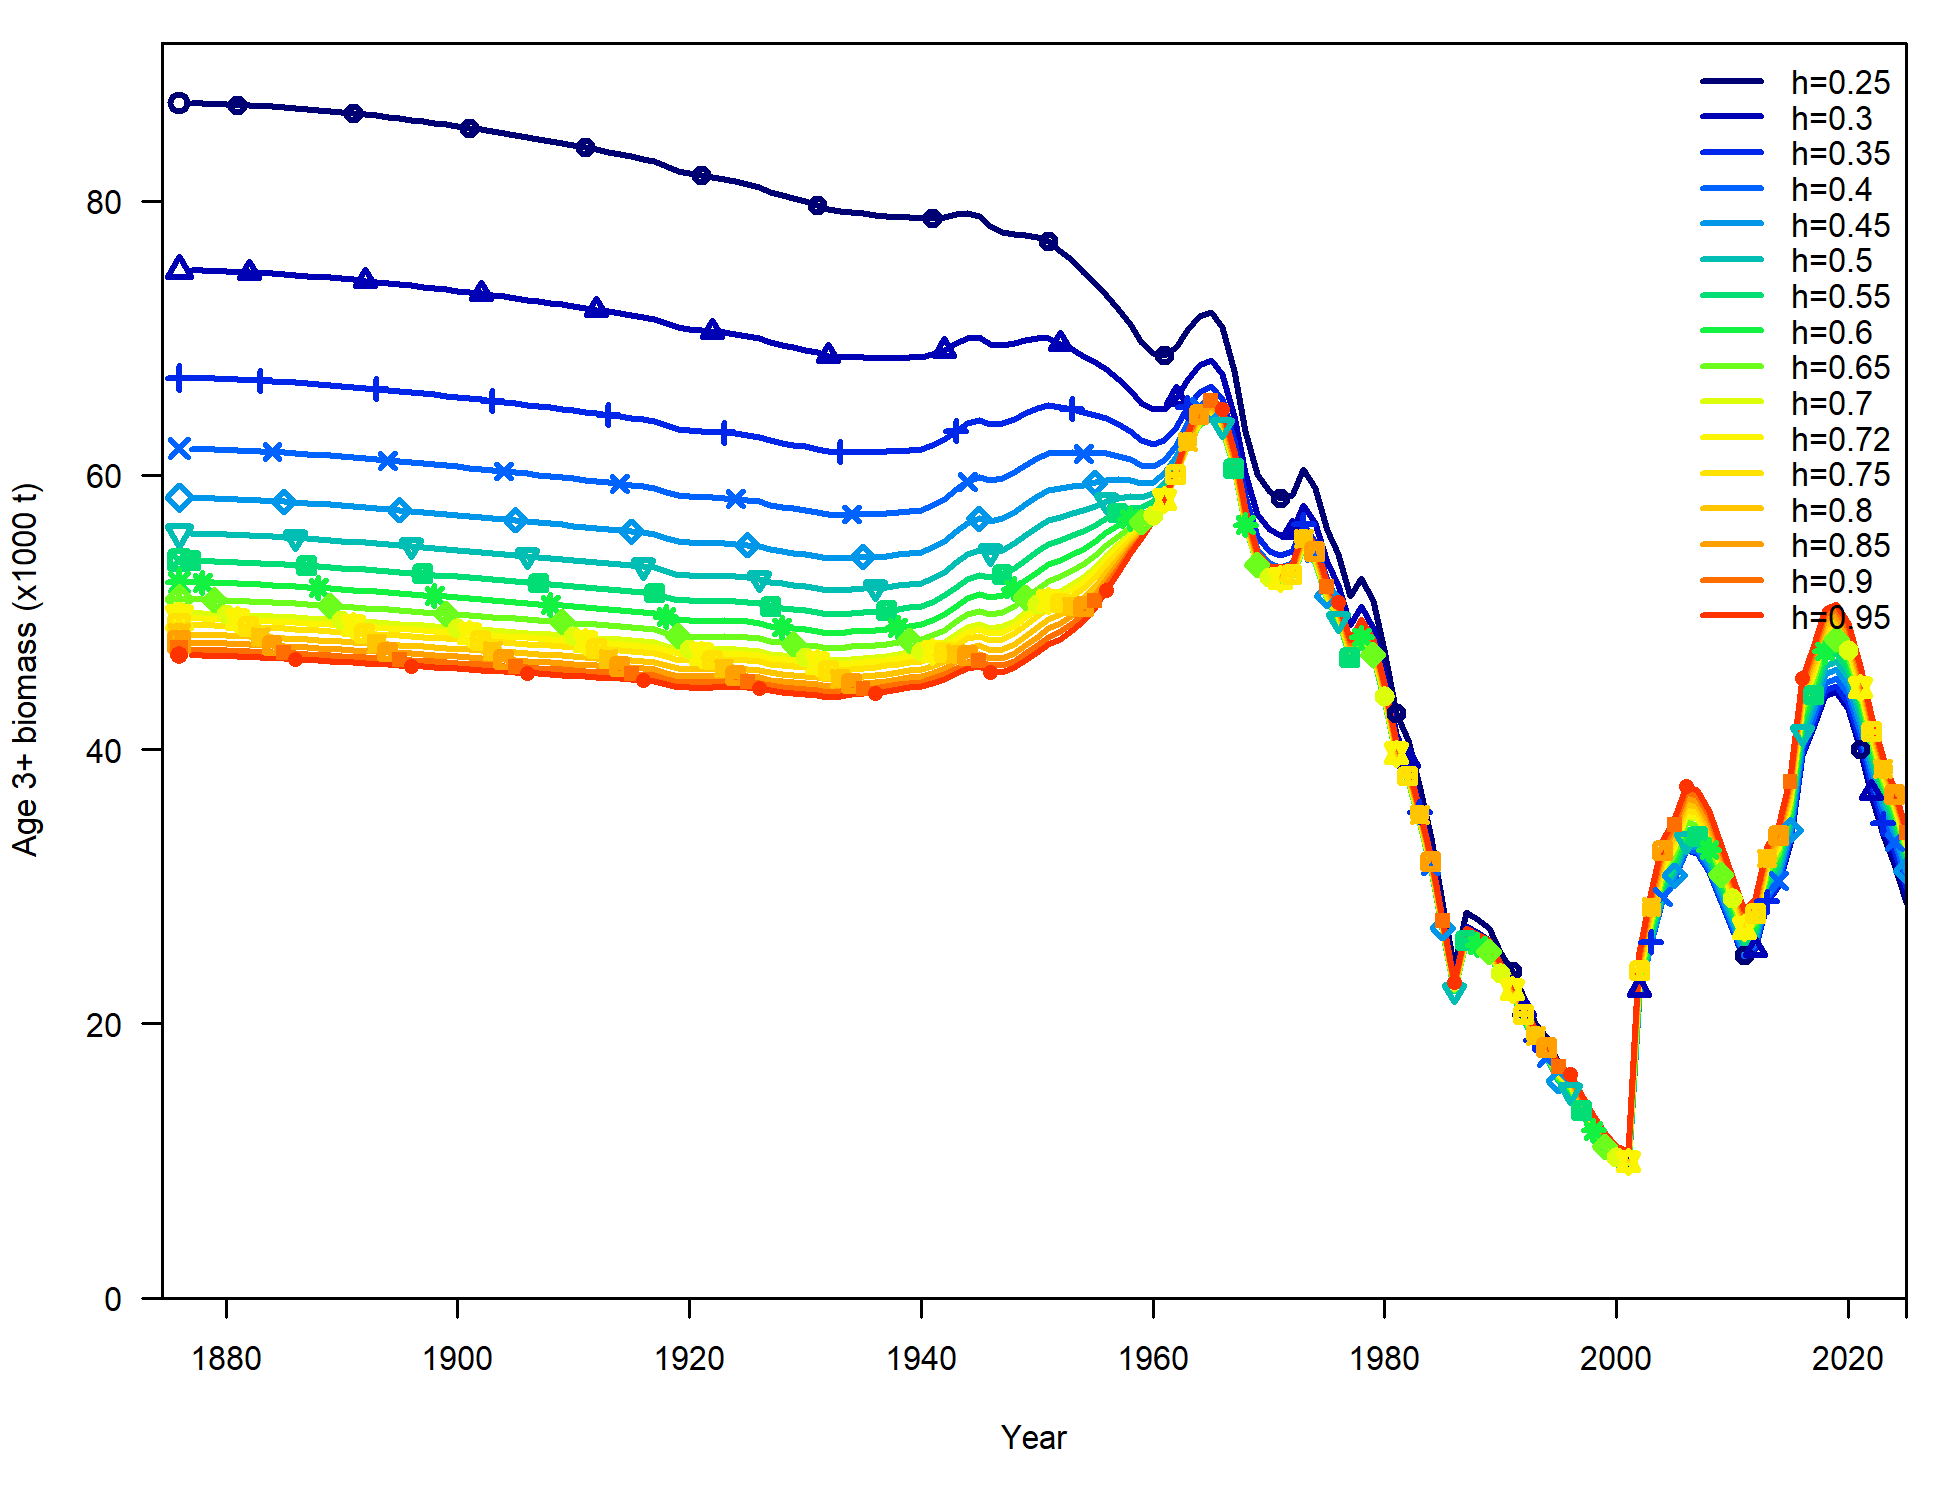 h=0.25
h=0.3
h=0.35
h=0.4
h=0.45
h=0.5
h=0.55
h=0.6
h=0.65
h=0.7
h=0.72
h=0.75
h=0.8
h=0.85
h=0.9
h=0.95
Age 3+ biomass (x1000 t)
80
60
40
20
0
1880 1900 1920 1940 1960 1980 2000 2020
Year